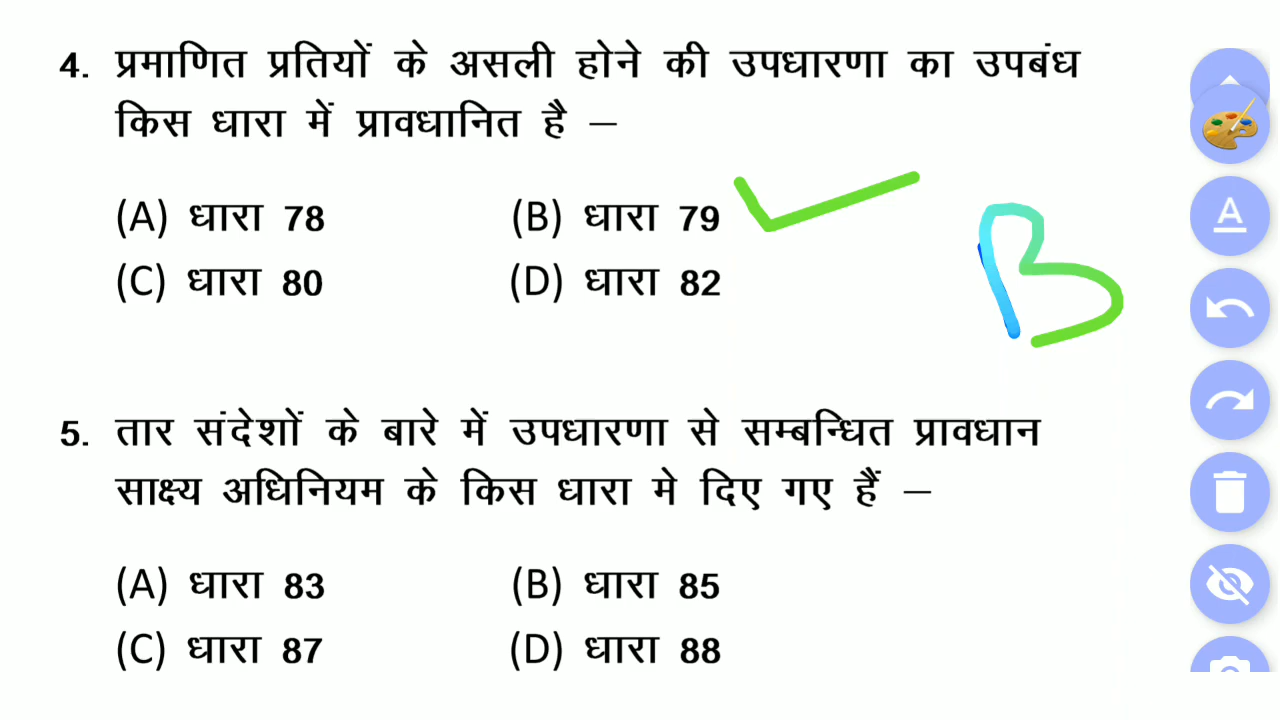 4. प्रमाणित प्रतियों के असली होने की उपधारणा का उपबंध
किस धारा में प्रावधानित है –
(A) धारा 78 (B) धारा 79
(C) धारा 80 (D) धारा 82
B
5. तार संदेशों के बारे में उपधारणा से सम्बन्धित प्रावधान
साक्ष्य अधिनियम के किस धारा मे दिए गए हैं –
(A) धारा 83 (B) धारा 85
(C) धारा 87 (D) धारा 88
A